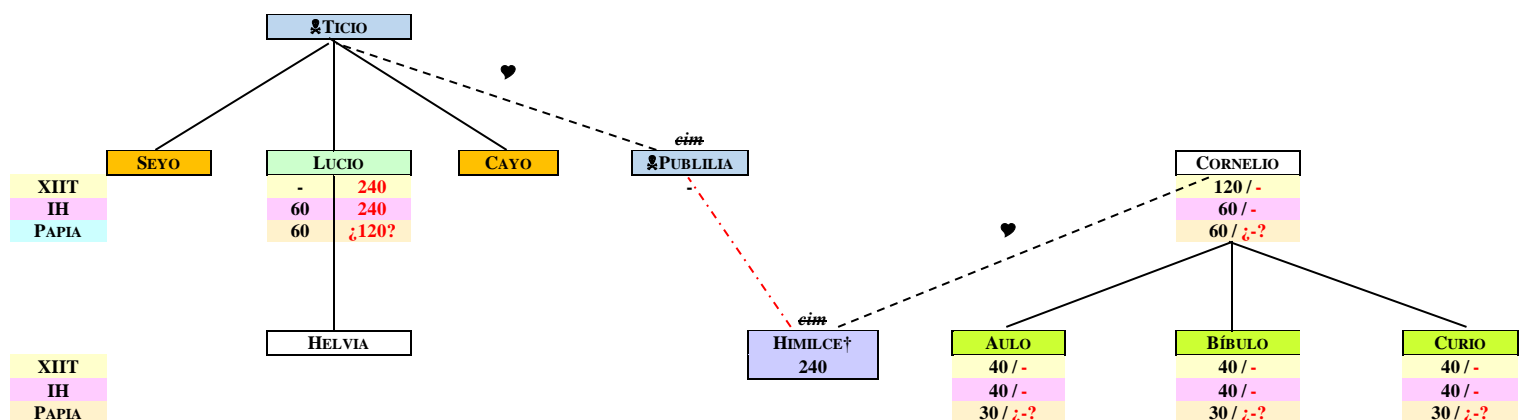 ☠TICIO
cim
SEYO LUCIO CAYO ☠PUBLILIA CORNELIO
XIIT - 240 - 120 / -
IH 60 240 60 / -
PAPIA 60 ¿120? 60 / ¿-?
cim
HELVIA HIMILCE† AULO BÍBULO CURIO
XIIT 240 40 / - 40 / - 40 / -
IH 40 / - 40 / - 40 / -
PAPIA 30 / ¿-? 30 / ¿-? 30 / ¿-?